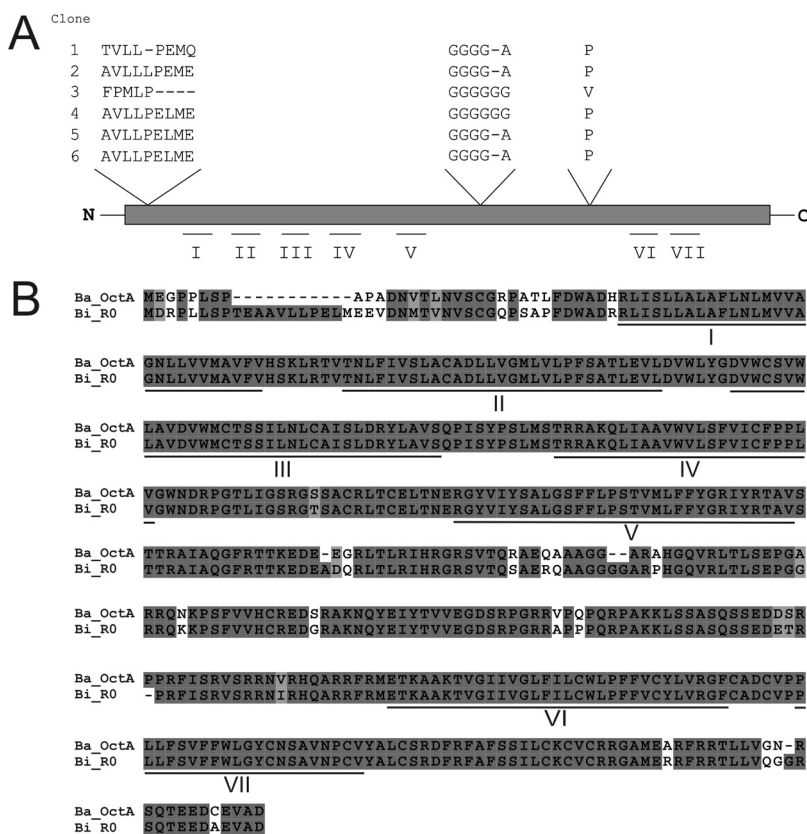 A
Clone
1 TVLL-PEMQ GGGG-A P
2 AVLLLPEME GGGG-A P
3 FPMLP---- GGGGGG V
4 AVLLPELME GGGGGG P
5 AVLLPELME GGGG-A P
6 AVLLPELME GGGG-A P
N C
I II III IV V VI VII
B
Ba_OctA MEGPPLSP------------APADNVTLNVSCGRPATLFDWADHRLISLLALAFLNLMVVA
Bi_R0 MDRPLLSPTEAAVLLPELMEEVDNMTVNVSCGQPSAPFDWADRRLISLLALAFLNLMVVA
I
Ba_OctA GNLLVVMAVFVHSKLRTVTNLFIVSLACADLLVGMLVLPFSATLEVLDVWLYGDVWCSVW
Bi_R0 GNLLVVMAVFVHSKLRTVTNLFIVSLACADLLVGMLVLPFSATLEVLDVWLYGDVWCSVW
II
Ba_OctA LAVDVWMCTSSILNLCAISLDRYLAVSQPISYPSLMSTRRAKQLIAAVWVLSFVICFPPL
Bi_R0 LAVDVWMCTSSILNLCAISLDRYLAVSQPISYPSLMSTRRAKQLIAAVWVLSFVICFPPL
III IV
Ba_OctA VGWNDRPGTLIGSRGSSACRLTCELTNERGYVIYSALGSFFLPSTVMLFFYGRIYRTAVS
Bi_R0 VGWNDRPGTLIGSRGTSACRLTCELTNERGYVIYSALGSFFLPSTVMLFFYGRIYRTAVS
V
Ba_OctA TTRAIAQGFRTTKEDE-EGRLTLRIHRGRSVTQRAEQAAAGG--ARAHGQVRLTLSEPGA
Bi_R0 TTRAIAQGFRTTKEDEADQRLTLRIHRGRSVTQSAERQAAGGGGARPHGQVRLTLSEPGG
Ba_OctA RRQNKPSFVVHCREDSRAKNQYEIYTVVEGDSRPGRRVPQPQRPAKKLSSASQSSEDDSR
Bi_R0 RRQKKPSFVVHCREDGRAKNQYEIYTVVEGDSRPGRRAPPQRPAKKLSSASQSSEDETR
Ba_OctA PPRFISRVSRRNVRHQARRFRMETKAAKTVGIIVGLFILCWLPFFVCYLVRGFCADCVPP
Bi_R0 -PRFISRVSRRNIRHQARRFRMETKAAKTVGIIVGLFILCWLPFFVCYLVRGFCADCVPP
VI
Ba_OctA LLFSVFFWLGYCNSAVNPCVYALCSRDFRFAFSSILCKCVCRRGAMEARFRRTLLVGN-R
Bi_R0 LLFSVFFWLGYCNSAVNPCVYALCSRDFRFAFSSILCKCVCRRGAMERRFRRTLLVQGGR
VII
Ba_OctA SQTEEDCEVAD
Bi_R0 SQTEEDAEVAD